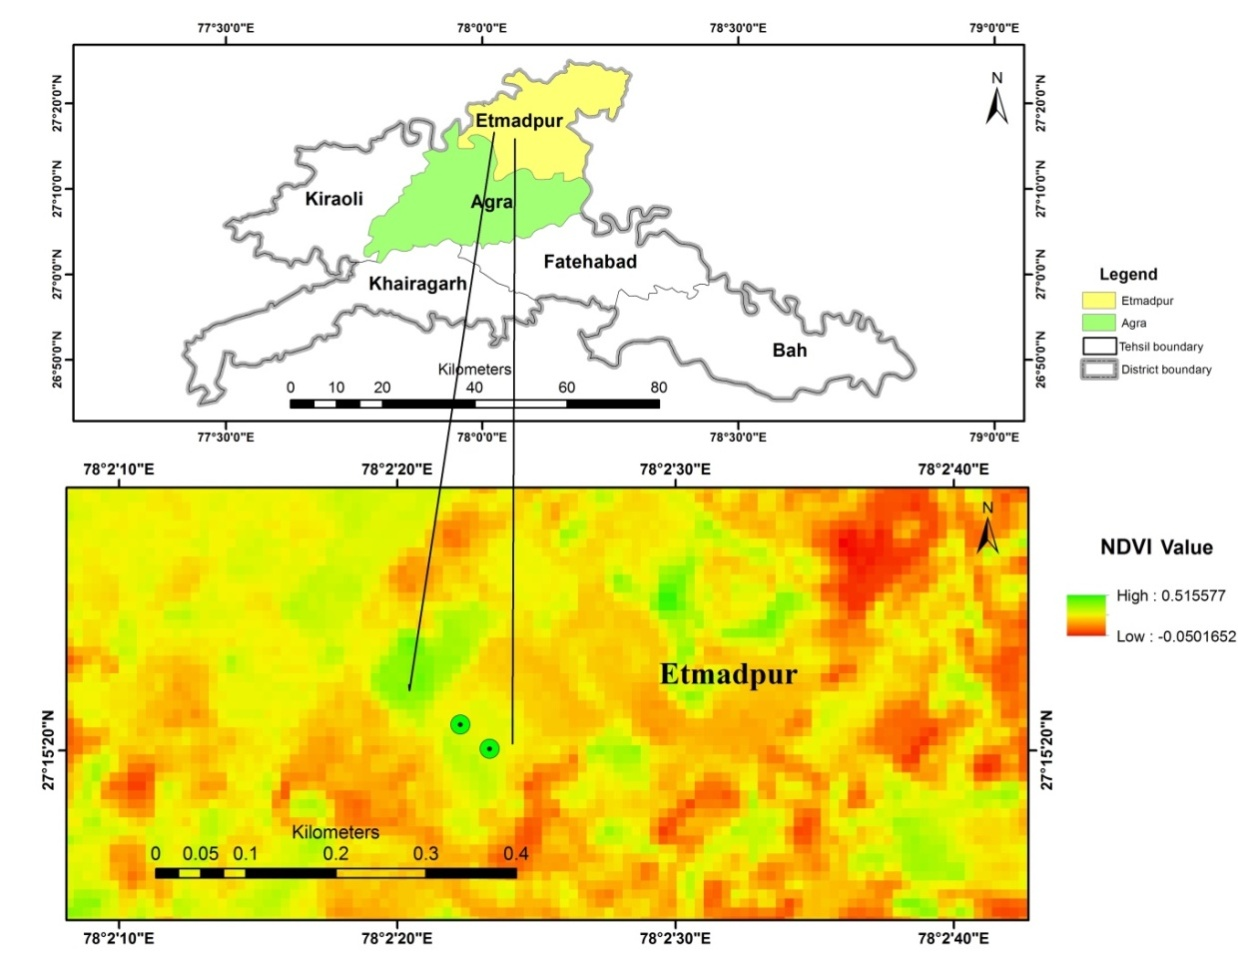 77°30'0"E 78°0'0"E 78°30'0"E 79°0'0"E
N
27°20'0"N 27°20'0"N
Etmadpur
27°10'0"N 27°10'0"N
Kiraoli Agra
Fatehabad
27°0'0"N 27°0'0"N
Khairagarh
Bah
26°50'0"N 26°50'0"N
Kilometers
0 10 20 40 60 80
77°30'0"E 78°0'0"E 78°30'0"E 79°0'0"E
Legend
Etmadpur
Agra
Tehsil boundary
District boundary
78°2'10"E 78°2'20"E 78°2'30"E 78°2'40"E
N
Etmadpur
27°15'20"N 27°15'20"N
Kilometers
0 0.05 0.1 0.2 0.3 0.4
78°2'10"E 78°2'20"E 78°2'30"E 78°2'40"E
NDVI Value
High : 0.515577
Low : -0.0501652